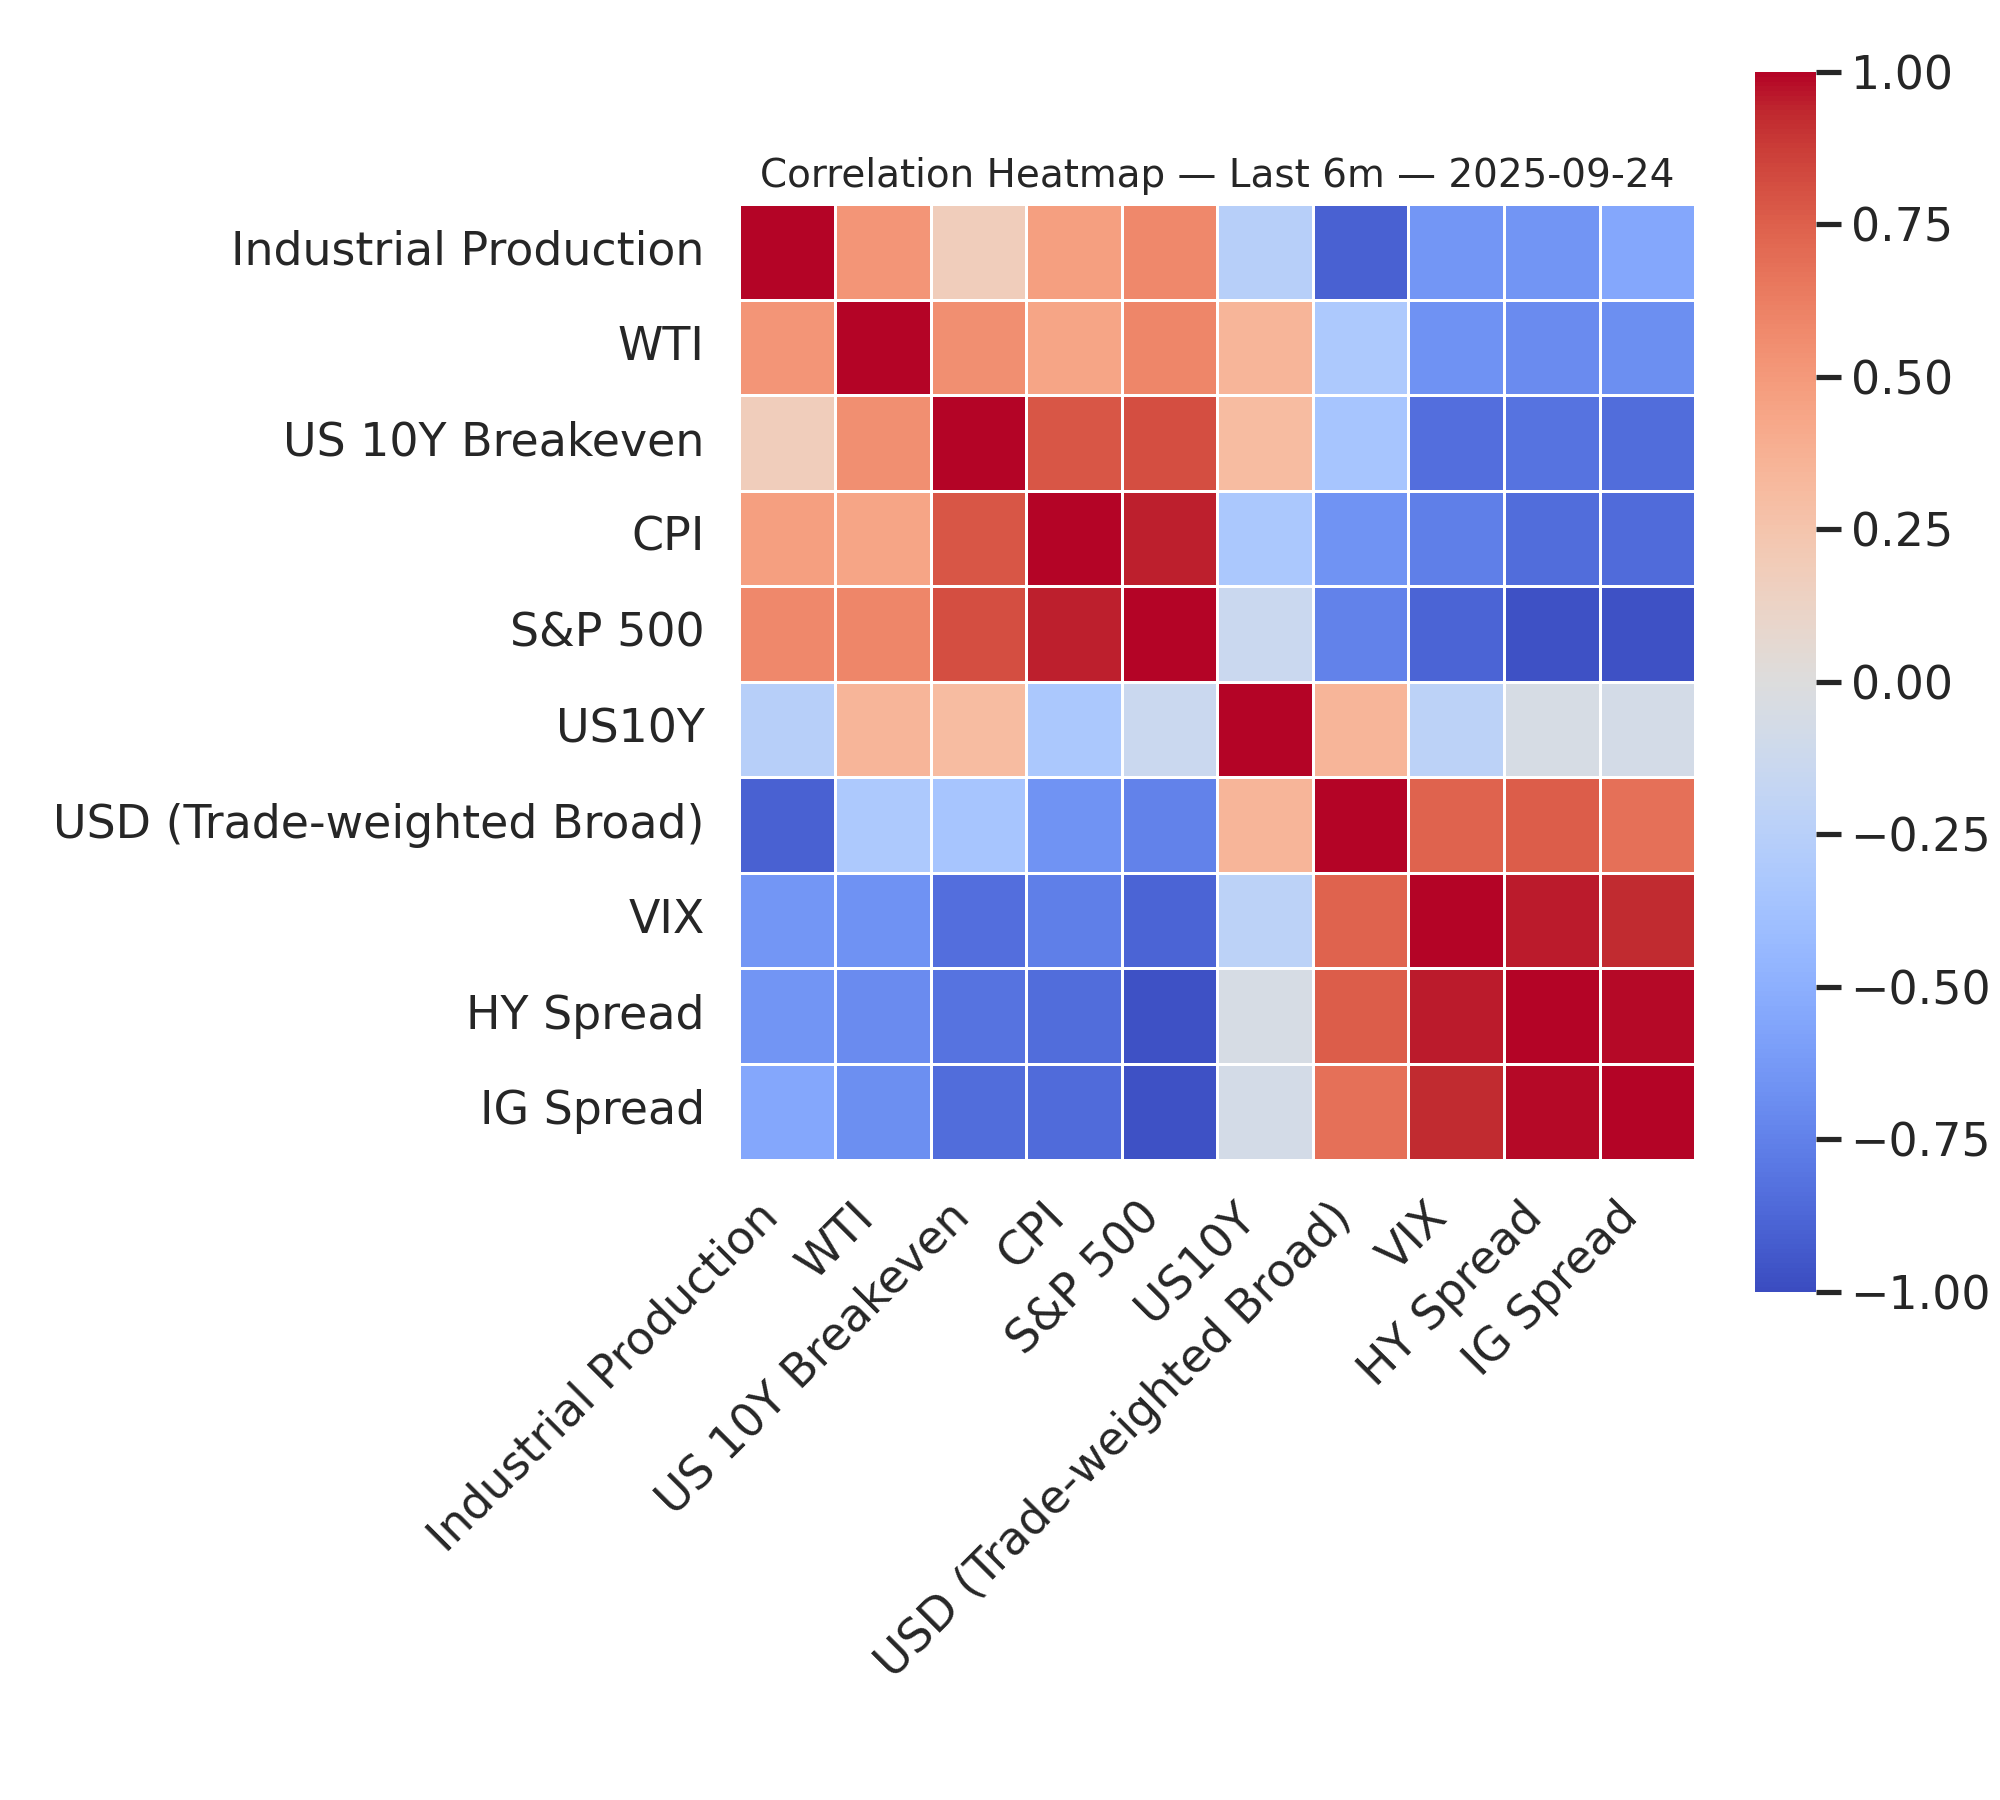 Correlation Heatmap — Last 6m — 2025-09-24
Industrial Production
WTI
US 10Y Breakeven
CPI
S&P 500
US10Y
USD (Trade-weighted Broad)
VIX
HY Spread
IG Spread
Industrial Production
WTI
US 10Y Breakeven
CPI
S&P 500
US10Y
USD (Trade-weighted Broad)
VIX
HY Spread
IG Spread
1.00
0.75
0.50
0.25
0.00
−0.25
−0.50
−0.75
−1.00